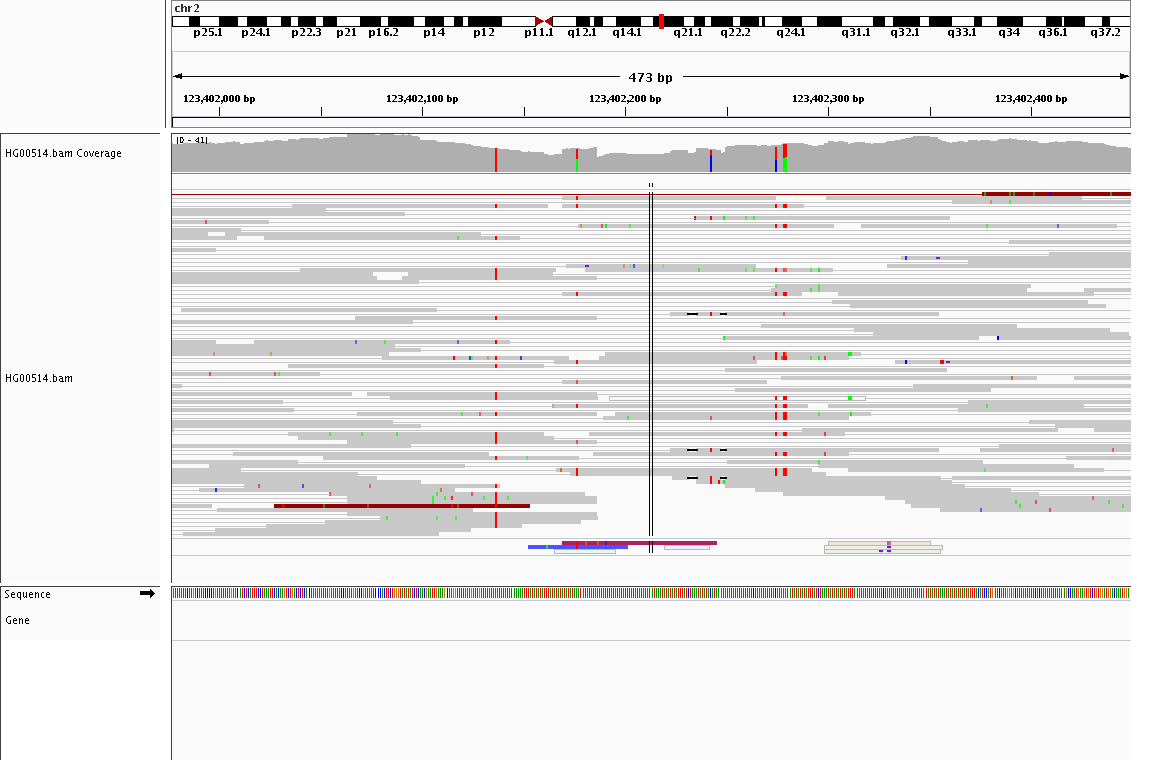 chr2
p25.1 p24.1 p22.3 p21 p16.2 p14 p12 p11.1 q12.1 q14.1 q21.1 q22.2 q24.1 q31.1 q32.1 q33.1 q34 q36.1 q37.2
473 bp
123,402,000 bp 123,402,100 bp 123,402,200 bp 123,402,300 bp 123,402,400 bp
[0 - 41]
HG00514.bam Coverage
HG00514.bam
Sequence
Gene